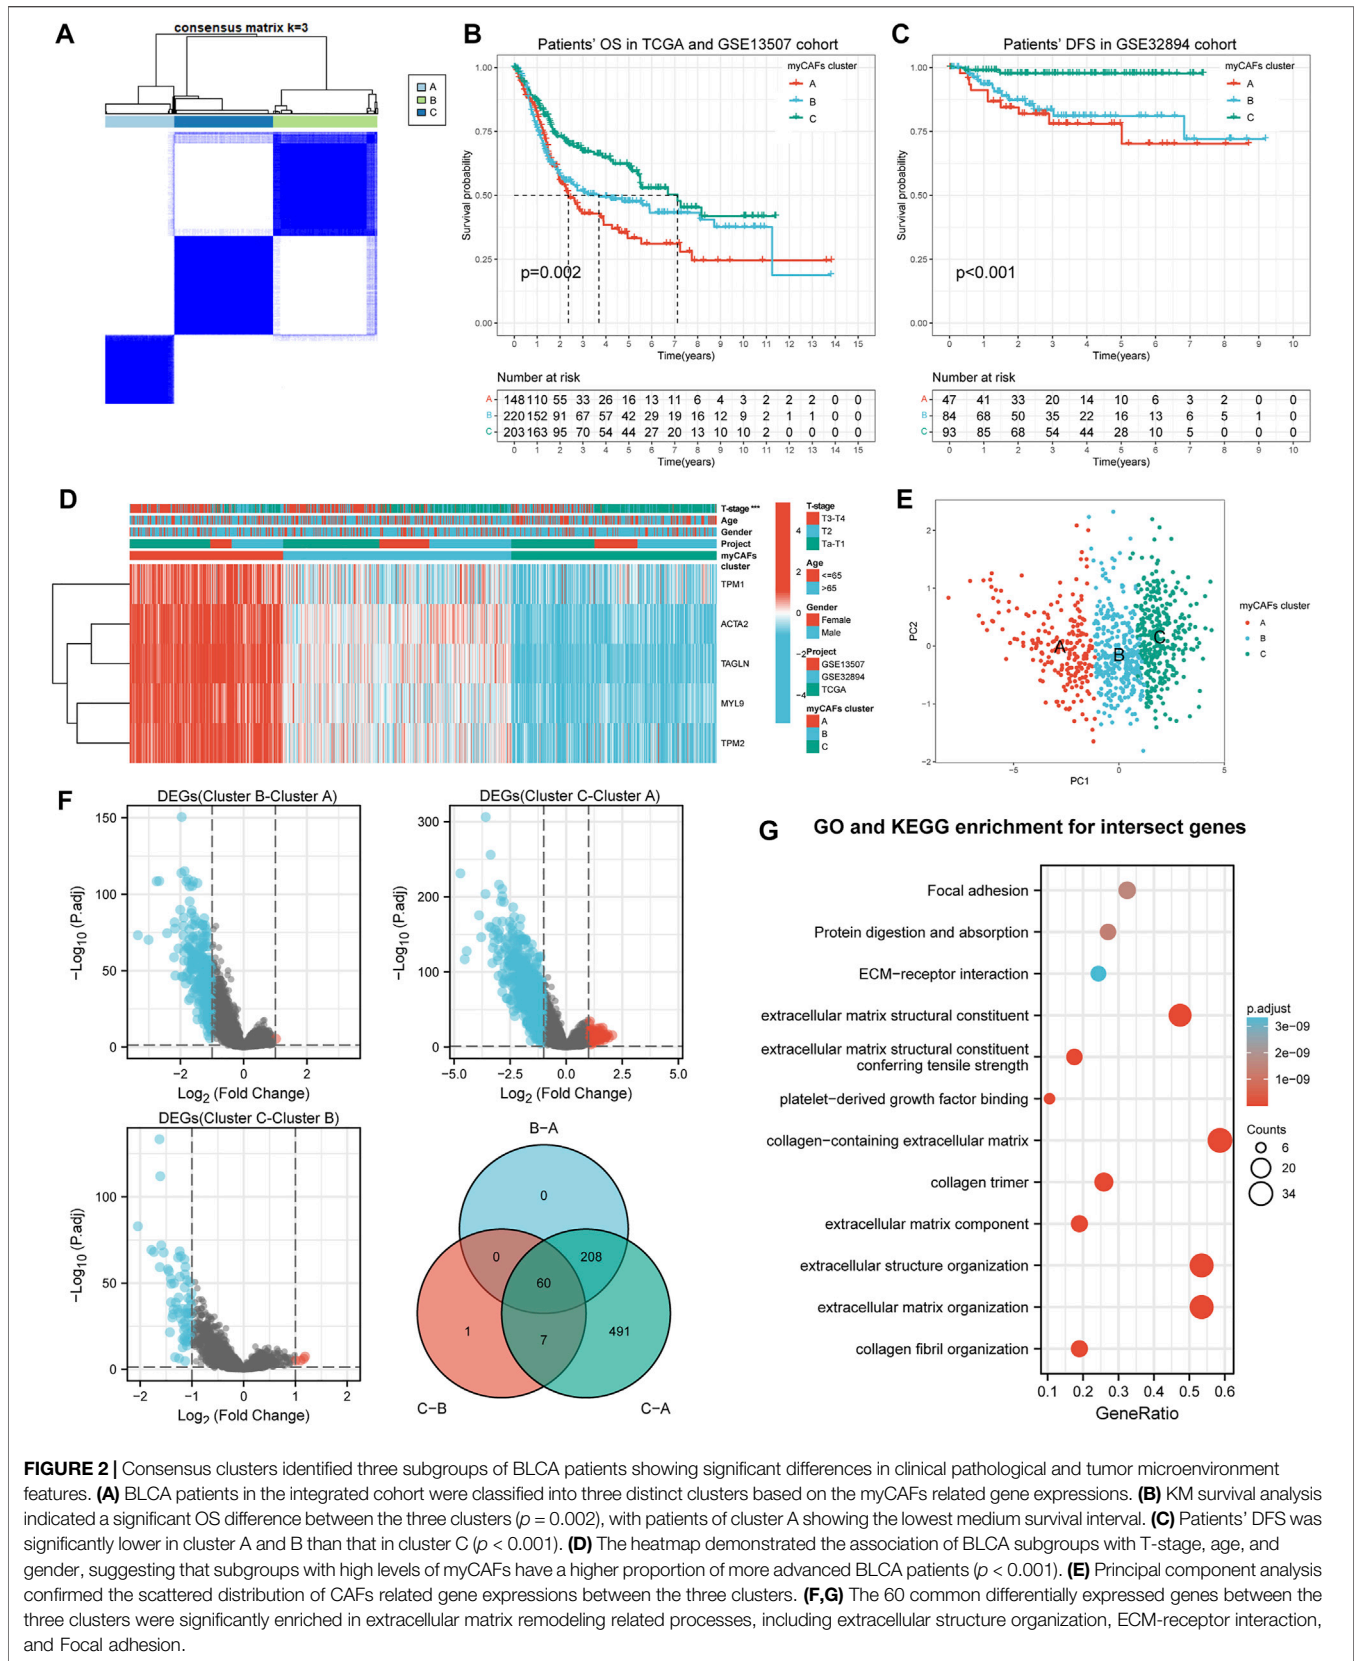 A
consensus matrix k=3
A
B
C
B
Patients' OS in TCGA and GSE13507 cohort
myCAFs cluster
A
B
C
1.00
0.75
0.50
0.25
0.00
Survival probability
p=0.002
0 1 2 3 4 5 6 7 8 9 10 11 12 13 14 15
Time(years)
Number at risk
A 148 110 55 33 26 16 13 11 6 4 3 2 2 2 0 0
B 220 152 91 67 57 42 29 19 16 12 9 2 1 1 0 0
C 203 163 95 70 54 44 27 20 13 10 10 2 0 0 0 0
0 1 2 3 4 5 6 7 8 9 10 11 12 13 14 15
Time(years)
C
Patients' DFS in GSE32894 cohort
myCAFs cluster
A
B
C
1.00
0.75
0.50
0.25
0.00
Survival probability
p<0.001
0 1 2 3 4 5 6 7 8 9 10
Time(years)
Number at risk
A 47 41 33 20 14 10 6 3 2 0 0
B 84 68 50 35 22 16 13 6 5 1 0
C 93 85 68 54 44 28 10 5 0 0 0
0 1 2 3 4 5 6 7 8 9 10
Time(years)
D
T-stage ***
Age
Gender
Project
myCAFs
cluster
TPM1
ACTA2
TAGLN
MYL9
TPM2
4
2
0
−2
−4
T-stage
T3-T4
T2
Ta-T1
Age
<=65
>65
Gender
Female
Male
Project
GSE13507
GSE32894
TCGA
myCAFs cluster
A
B
C
E
2
1
0
−1
−2
PC2
A
B
C
−5 0 5
PC1
myCAFs cluster
A
B
C
F
DEGs(Cluster B-Cluster A)
150
100
50
0
−Log10 (P.adj)
−2 0 2
Log2 (Fold Change)
DEGs(Cluster C-Cluster A)
300
200
100
0
−Log10 (P.adj)
−5.0 −2.5 0.0 2.5 5.0
Log2 (Fold Change)
DEGs(Cluster C-Cluster B)
100
50
0
−Log10 (P.adj)
−2 −1 0 1 2
Log2 (Fold Change)
B−A
0
0
208
60
1
7
491
C−B
C−A
G
GO and KEGG enrichment for intersect genes
Focal adhesion
Protein digestion and absorption
ECM−receptor interaction
extracellular matrix structural constituent
extracellular matrix structural constituent
conferring tensile strength
platelet-derived growth factor binding
collagen−containing extracellular matrix
collagen trimer
extracellular matrix component
extracellular structure organization
extracellular matrix organization
collagen fibril organization
0.1 0.2 0.3 0.4 0.5 0.6
GeneRatio
p.adjust
3e−09
2e−09
1e−09
Counts
6
20
34
FIGURE 2 | Consensus clusters identified three subgroups of BLCA patients showing significant differences in clinical pathological and tumor microenvironment
features. (A) BLCA patients in the integrated cohort were classified into three distinct clusters based on the myCAFs related gene expressions. (B) KM survival analysis
indicated a significant OS difference between the three clusters (p = 0.002), with patients of cluster A showing the lowest medium survival interval. (C) Patients' DFS was
significantly lower in cluster A and B than that in cluster C (p < 0.001). (D) The heatmap demonstrated the association of BLCA subgroups with T-stage, age, and
gender, suggesting that subgroups with high levels of myCAFs have a higher proportion of more advanced BLCA patients (p < 0.001). (E) Principal component analysis
confirmed the scattered distribution of CAFs related gene expressions between the three clusters. (F,G) The 60 common differentially expressed genes between the
three clusters were significantly enriched in extracellular matrix remodeling related processes, including extracellular structure organization, ECM-receptor interaction,
and Focal adhesion.